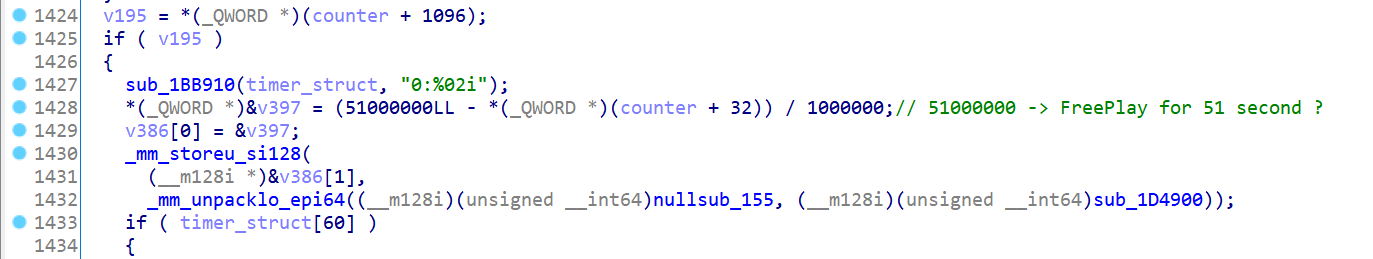 1424 v195 = *(_QWORD *)(counter + 1096);
1425 if ( v195 )
1426 {
1427 sub_1BB910(timer_struct, "0:%02i");
1428 *(_QWORD *)&v397 = (51000000LL - *(_QWORD *)(counter + 32)) / 1000000;// 51000000 -> FreePlay for 51 second ?
1429 v386[0] = &v397;
1430 _mm_storeu_si128(
1431 (__m128i *)&v386[1],
1432 _mm_unpacklo_epi64((__m128i)(unsigned __int64)nullsub_155, (__m128i)(unsigned __int64)sub_1D4900));
1433 if ( timer_struct[60] )
1434 {